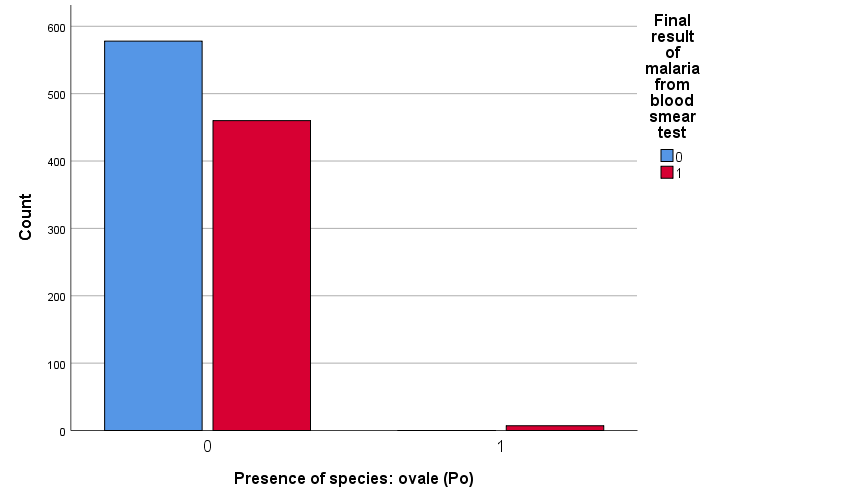 600
500
400
300
200
100
0
Count
0
1
Presence of species: ovale (Po)
Final
result
of
malaria
from
blood
smear
test
0
1